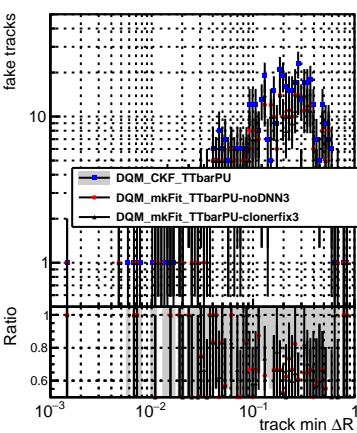 fake tracks
10
DQM_CKF_TTbarPU
DQM_mkFit_TTbarPU-noDNN3
DQM_mkFit_TTbarPU-clonerfix3
1
Ratio
1
0.8
0.6
10⁻³ 10⁻² 10⁻¹ 1
track min ΔR